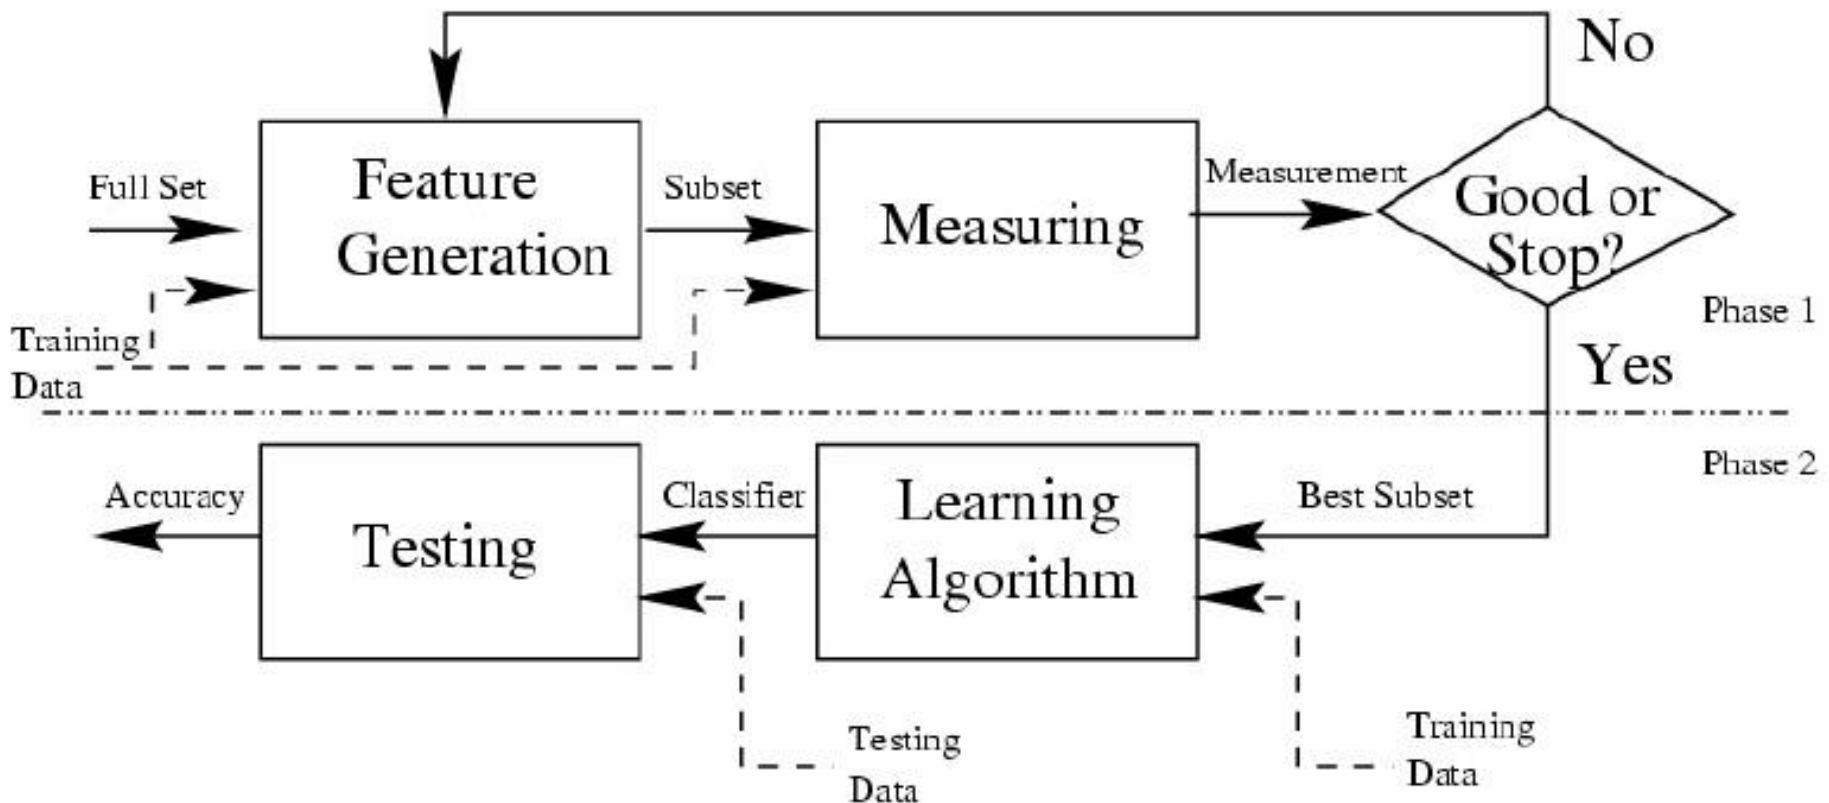 No
Full Set
Feature
Generation
Subset
Measuring
Measurement
Good or
Stop?
Training
Data
Phase 1
Yes
Phase 2
Accuracy
Testing
Classifier
Learning
Algorithm
Best Subset
Testing
Data
Training
Data